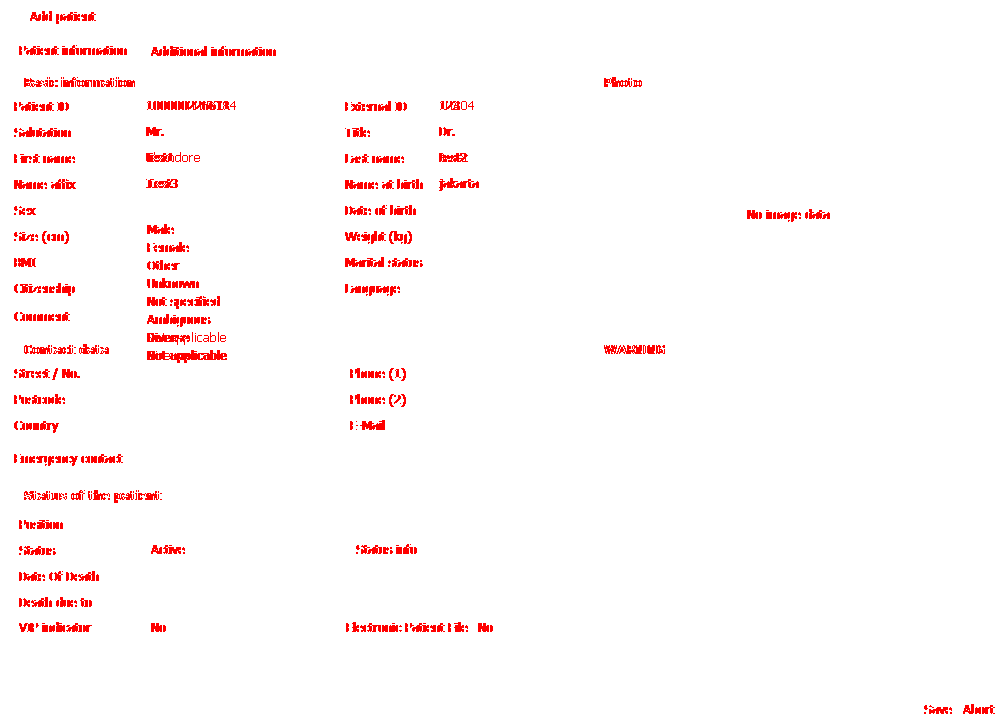 Add patient
Patient information Additional information
Basic information Photo
Patient ID External ID
Salutation Mr. Title Dr.
First name Last name test2
Name affix Test3 Name at birth jakarta
Sex Date of birth
No image data
Size (cm) Male Weight (kg)
Female
BMI Other Marital status
Unknown
Citizenship Language
Not specified
Comment Ambiguous
Diverse
Contact data WARNING
Not applicable
Street / No. Phone (1)
Postcode Phone (2)
Country E-Mail
Emergency contact
Status of the patient
Position
Status Active Status info
Date Of Death
Death due to
VIP indicator No Electronic Patient File No
Save Abort